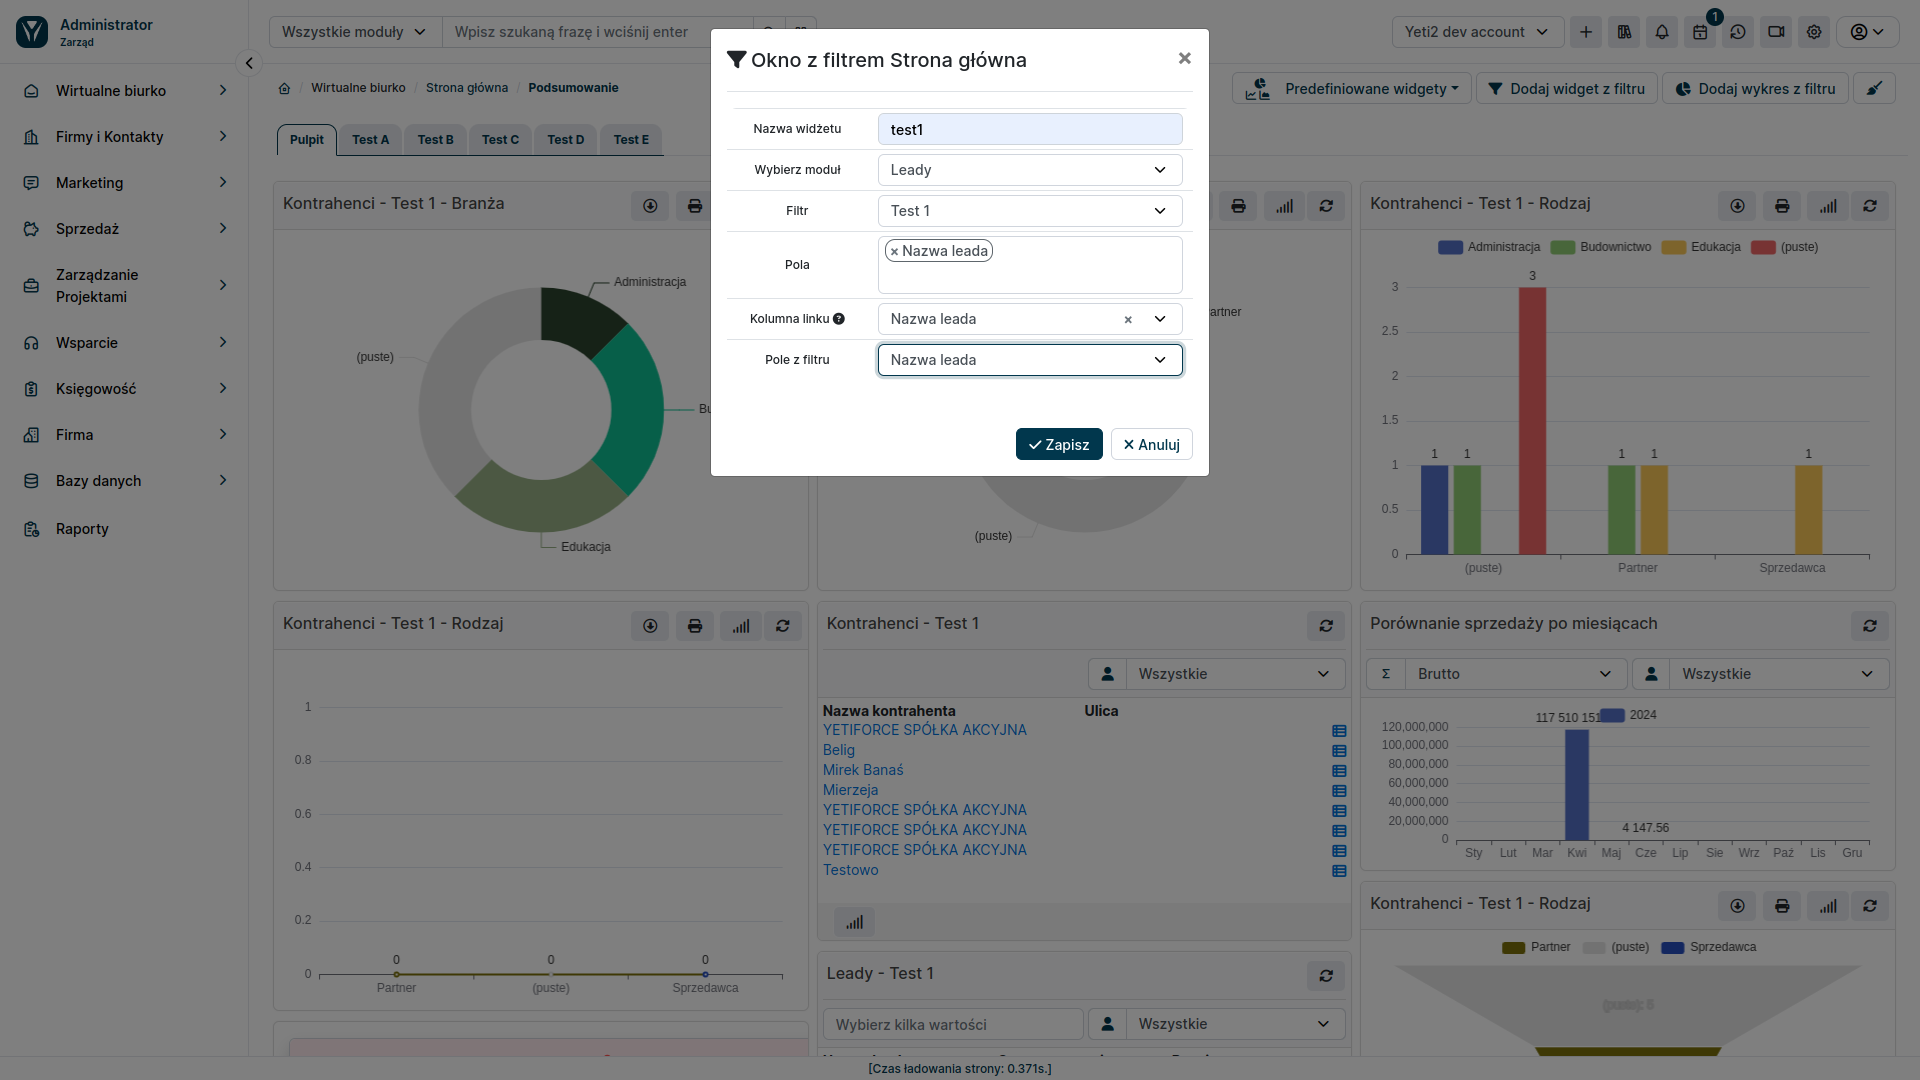 Administrator
Zarząd
Wszystkie moduły
Wpisz szukaną frazę i wciśnij enter
Yeti2 dev account
1
Wirtualne biurko
Firmy i Kontakty
Marketing
Sprzedaż
Zarządzanie
Projektami
Wsparcie
Księgowość
Firma
Bazy danych
Raporty
/ Wirtualne biurko / Strona główna / Podsumowanie
Predefiniowane widgety
Dodaj widget z filtru
Dodaj wykres z filtru
Pulpit
Test A
Test B
Test C
Test D
Test E
Okno z filtrem Strona główna
×
Nazwa widżetu
test1
Wybierz moduł
Leady
Filtr
Test 1
Pola
× Nazwa leada
Kolumna linku
Nazwa leada
×
Pole z filtru
Nazwa leada
Zapisz
Anuluj
Kontrahenci - Test 1 - Branża
Administracja
(puste)
Bu
Edukacja
artner
(puste)
Kontrahenci - Test 1 - Rodzaj
Administracja
Budownictwo
Edukacja
(puste)
3
2.5
2
1.5
1
0.5
0
1
1
3
1
1
1
(puste)
Partner
Sprzedawca
Kontrahenci - Test 1 - Rodzaj
1
0.8
0.6
0.4
0.2
0
0
0
0
Partner
(puste)
Sprzedawca
Kontrahenci - Test 1
Wszystkie
Nazwa kontrahenta
Ulica
YETIFORCE SPÓŁKA AKCYJNA
Belig
Mirek Banaś
Mierzeja
YETIFORCE SPÓŁKA AKCYJNA
YETIFORCE SPÓŁKA AKCYJNA
YETIFORCE SPÓŁKA AKCYJNA
Testowo
Leady - Test 1
Wybierz kilka wartości
Wszystkie
Porównanie sprzedaży po miesiącach
Σ
Brutto
Wszystkie
2024
117 510 151
120,000,000
100,000,000
80,000,000
60,000,000
40,000,000
20,000,000
0
4 147.56
Sty
Lut
Mar
Kwi
Maj
Cze
Lip
Sie
Wrz
Paź
Lis
Gru
Kontrahenci - Test 1 - Rodzaj
Partner
(puste)
Sprzedawca
[Czas ładowania strony: 0.371s.]